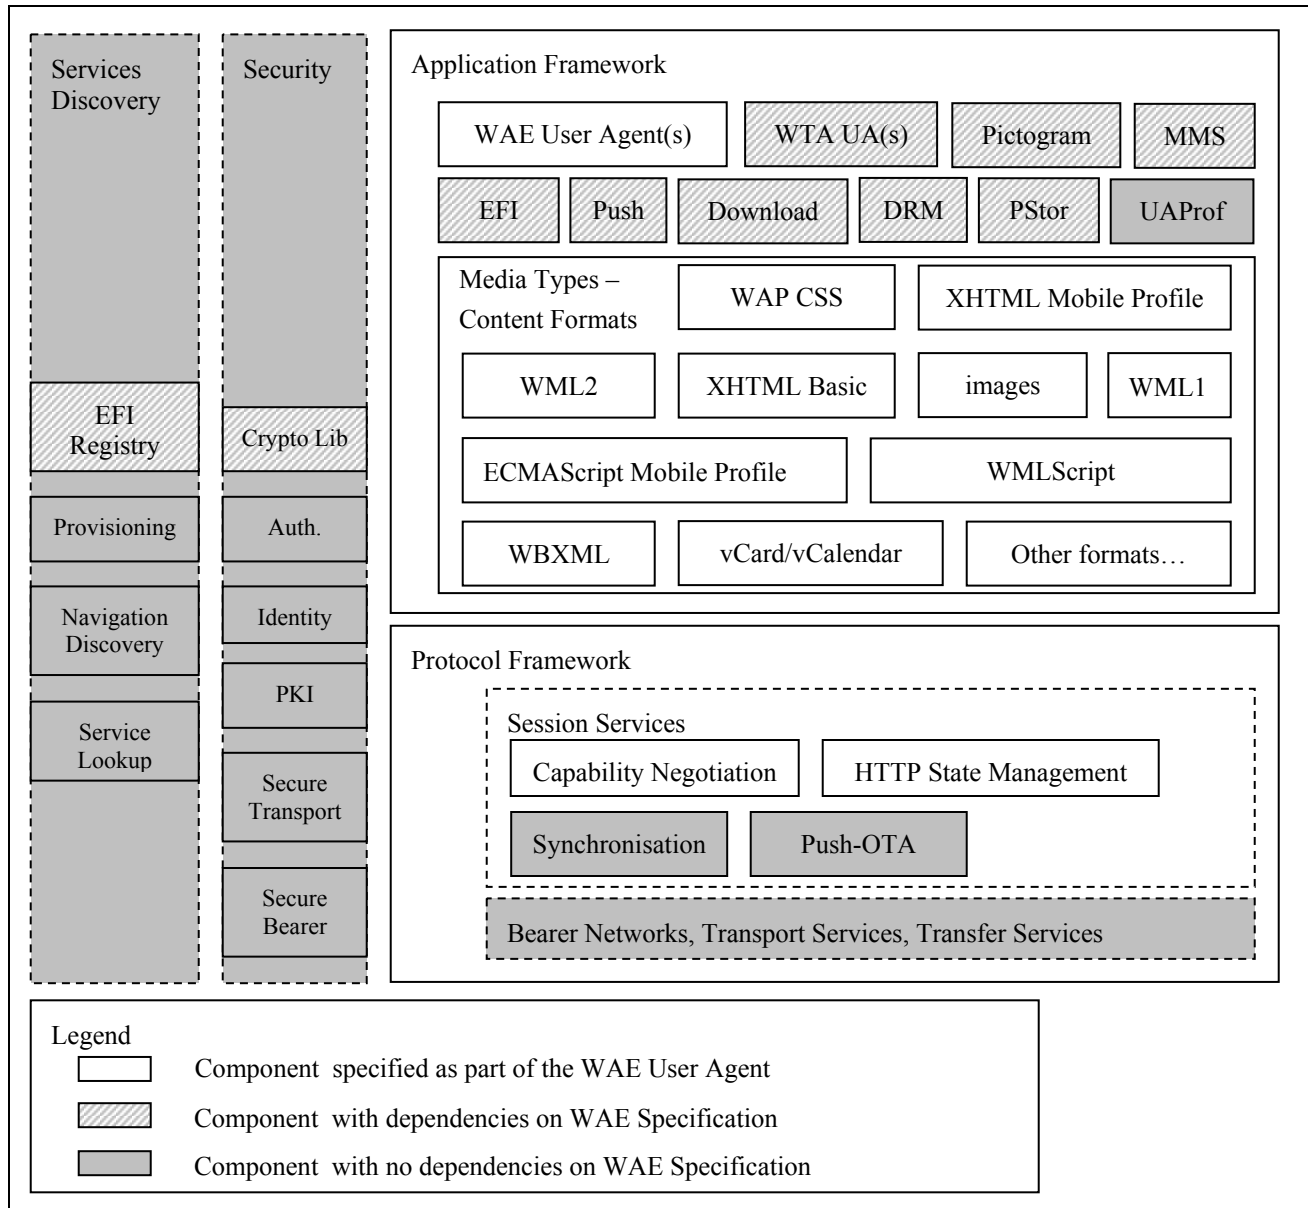 Services
Discovery
EFI
Registry
Provisioning
Navigation
Discovery
Service
Lookup
Security
Crypto Lib
Auth.
Identity
PKI
Secure
Transport
Secure
Bearer
Application Framework
WAE User Agent(s)
WTA UA(s)
Pictogram
MMS
EFI
Push
Download
DRM
PStor
UAProf
Media Types –
Content Formats
WAP CSS
XHTML Mobile Profile
WML2
XHTML Basic
images
WML1
ECMAScript Mobile Profile
WMLScript
WBXML
vCard/vCalendar
Other formats…
Protocol Framework
Session Services
Capability Negotiation
HTTP State Management
Synchronisation
Push-OTA
Bearer Networks, Transport Services, Transfer Services
Legend
Component specified as part of the WAE User Agent
Component with dependencies on WAE Specification
Component with no dependencies on WAE Specification